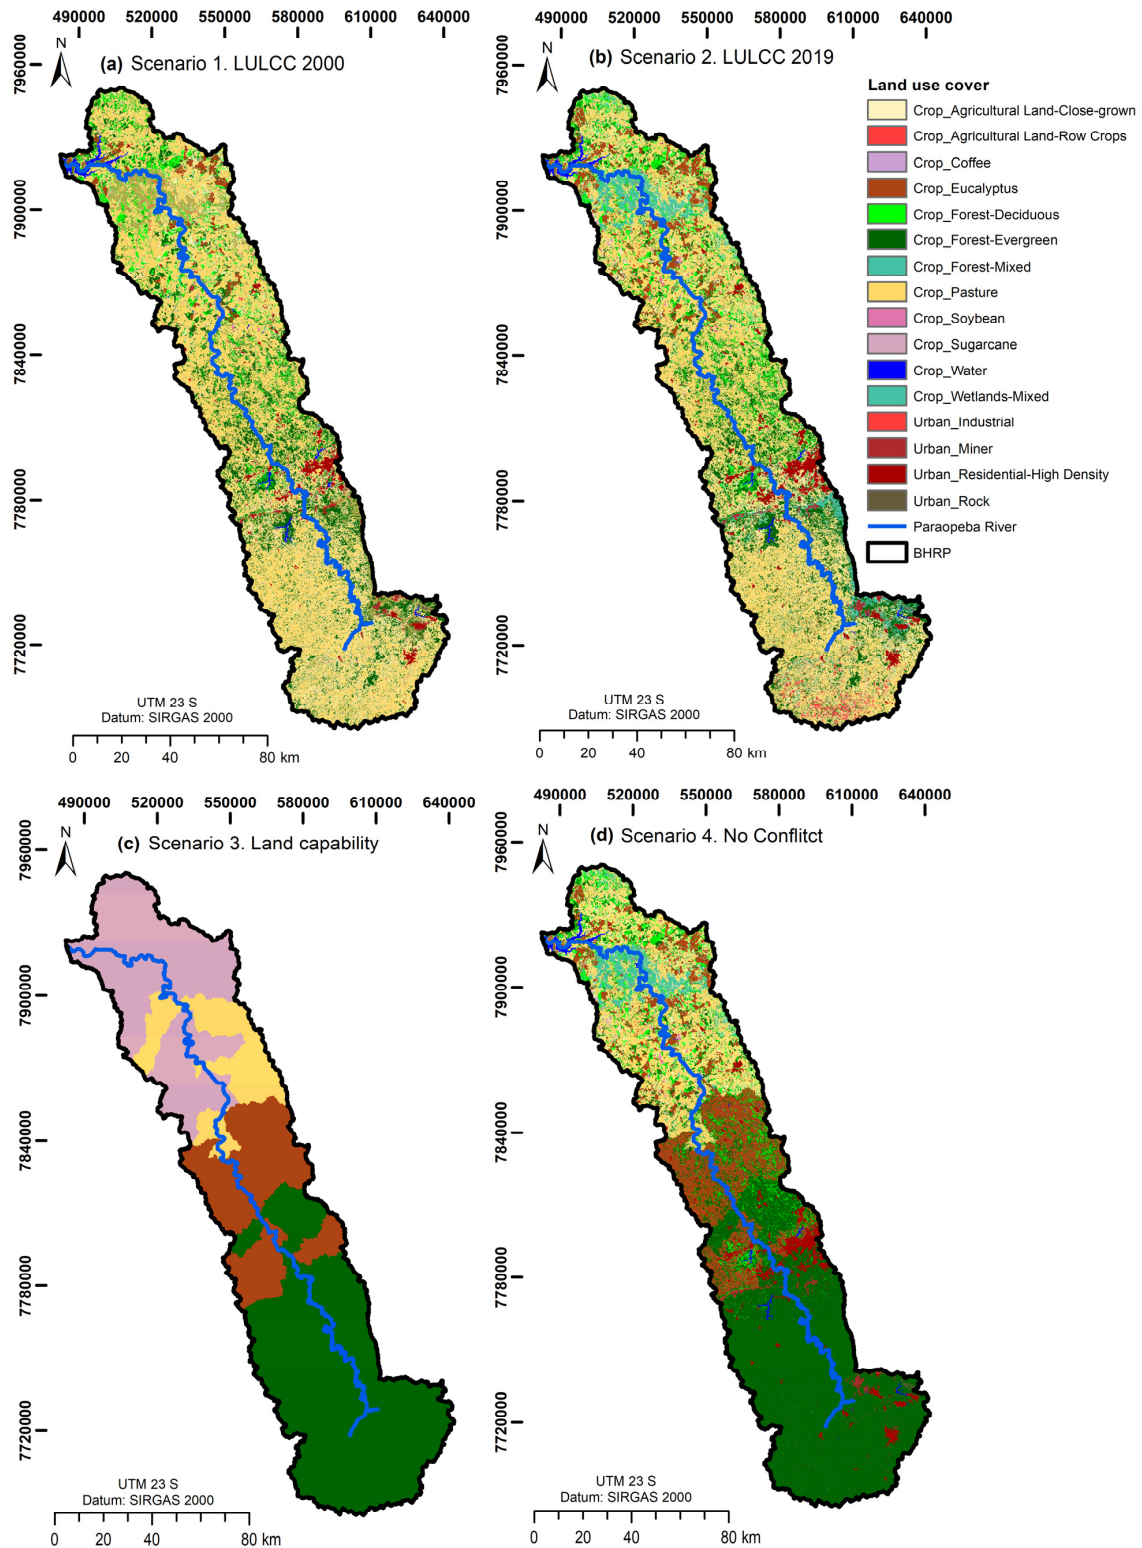 490000 520000 550000 580000 610000 640000
N
(a) Scenario 1. LULCC 2000
7960000
7900000
7840000
7780000
7720000
UTM 23 S
Datum: SIRGAS 2000
0 20 40 60 80 km
490000 520000 550000 580000 610000 640000
N
(b) Scenario 2. LULCC 2019
7960000
7900000
7840000
7780000
7720000
UTM 23 S
Datum: SIRGAS 2000
0 20 40 60 80 km
Land use cover
Crop_Agricultural Land-Close-grown
Crop_Agricultural Land-Row Crops
Crop_Coffee
Crop_Eucalyptus
Crop_Forest-Deciduous
Crop_Forest-Evergreen
Crop_Forest-Mixed
Crop_Pasture
Crop_Soybean
Crop_Sugarcane
Crop_Water
Crop_Wetlands-Mixed
Urban_Industrial
Urban_Miner
Urban_Residential-High Density
Urban_Rock
Paraopeba River
BHRP
490000 520000 550000 580000 610000 640000
N
(c) Scenario 3. Land capability
7960000
7900000
7840000
7780000
7720000
UTM 23 S
Datum: SIRGAS 2000
0 20 40 80 km
490000 520000 550000 580000 610000 640000
N
(d) Scenario 4. No Conflitct
7960000
7900000
7840000
7780000
7720000
UTM 23 S
Datum: SIRGAS 2000
0 20 40 60 80 km